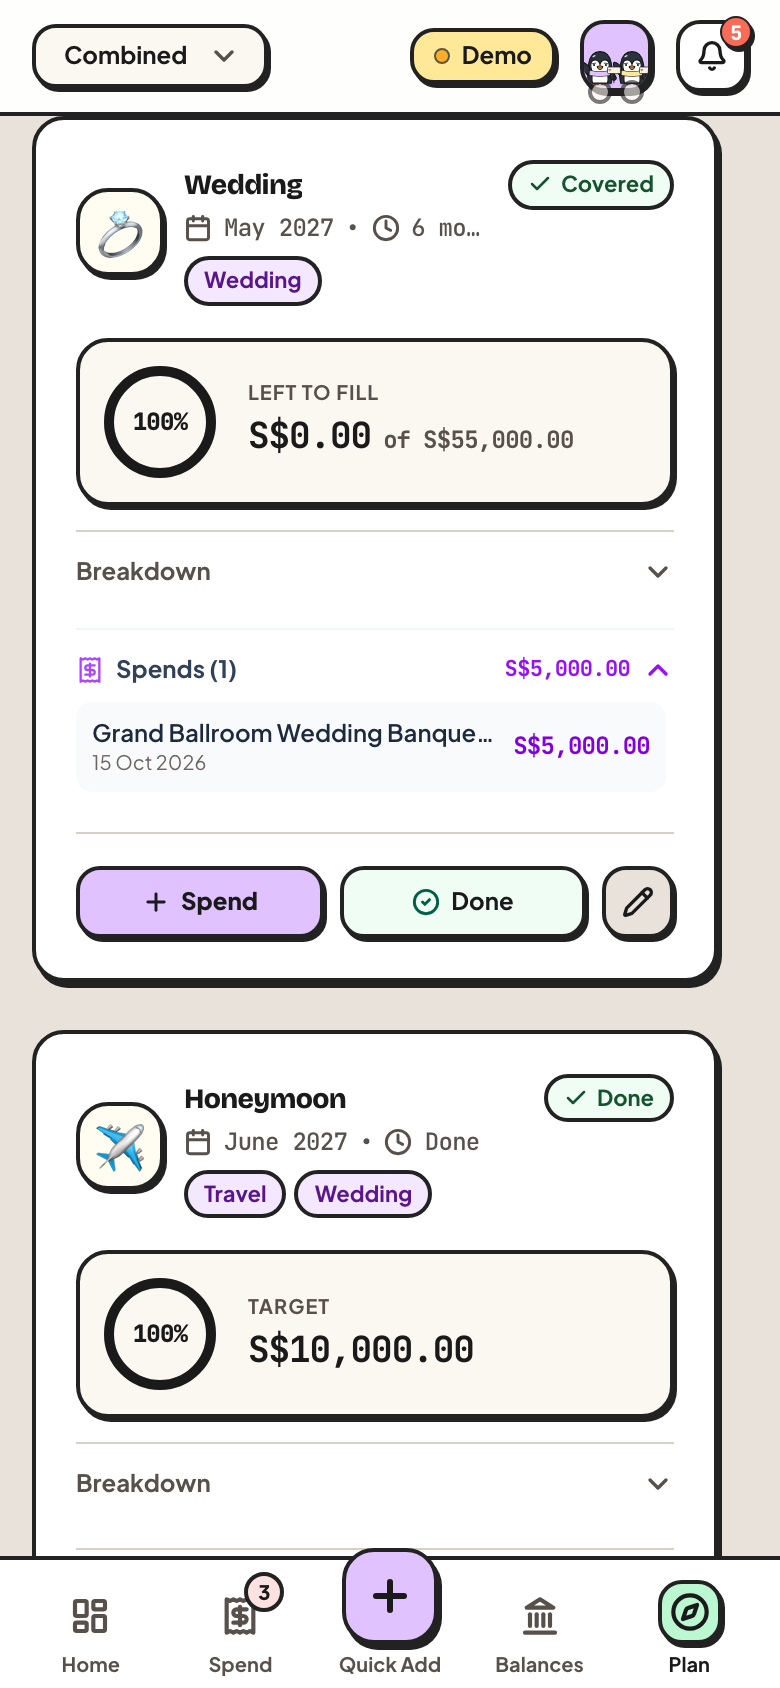 Combined
Demo
5
Wedding
Covered
May 2027 • 6 mo…
Wedding
100%
LEFT TO FILL
S$0.00 of S$55,000.00
Breakdown
Spends (1)
S$5,000.00
Grand Ballroom Wedding Banque…
S$5,000.00
15 Oct 2026
+ Spend
Done
Honeymoon
Done
June 2027 • Done
Travel
Wedding
100%
TARGET
S$10,000.00
Breakdown
3
Home
Spend
Quick Add
Balances
Plan